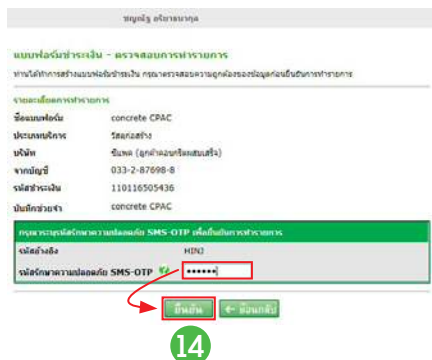 ชญณัฐ อริยาธนากุล
แบบฟอร์มชำระเงิน - ตรวจสอบการทำรายการ
ท่านได้ทำการสร้างแบบฟอร์มชำระเงิน กรุณาตรวจสอบความถูกต้องของข้อมูลก่อนยืนยันการทำรายการ
รายละเอียดการทำรายการ
ชื่อแบบฟอร์ม concrete CPAC
ประเภทบริการ วัสดุก่อสร้าง
บริษัท ซีแพค (ลูกค้าคอนกรีตผสมเสร็จ)
จากบัญชี 033-2-87698-8
รหัสชำระเงิน 110116505436
บันทึกช่วยจำ concrete CPAC
กรุณาระบุรหัสรักษาความปลอดภัย SMS-OTP เพื่อยืนยันการทำรายการ
รหัสอ้างอิง HINJ
รหัสรักษาความปลอดภัย SMS-OTP ••••••
ยืนยัน ย้อนกลับ
14